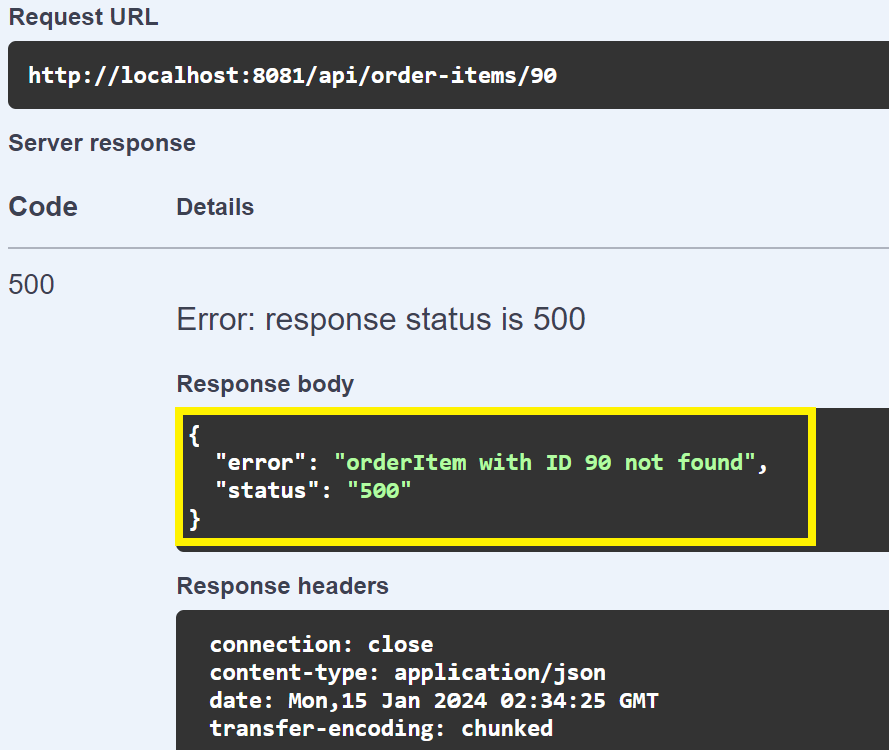 Request URL
http://localhost:8081/api/order-items/90
Server response
Code Details
500
Error: response status is 500
Response body
{
"error": "orderItem with ID 90 not found",
"status": "500"
}
Response headers
connection: close
content-type: application/json
date: Mon,15 Jan 2024 02:34:25 GMT
transfer-encoding: chunked